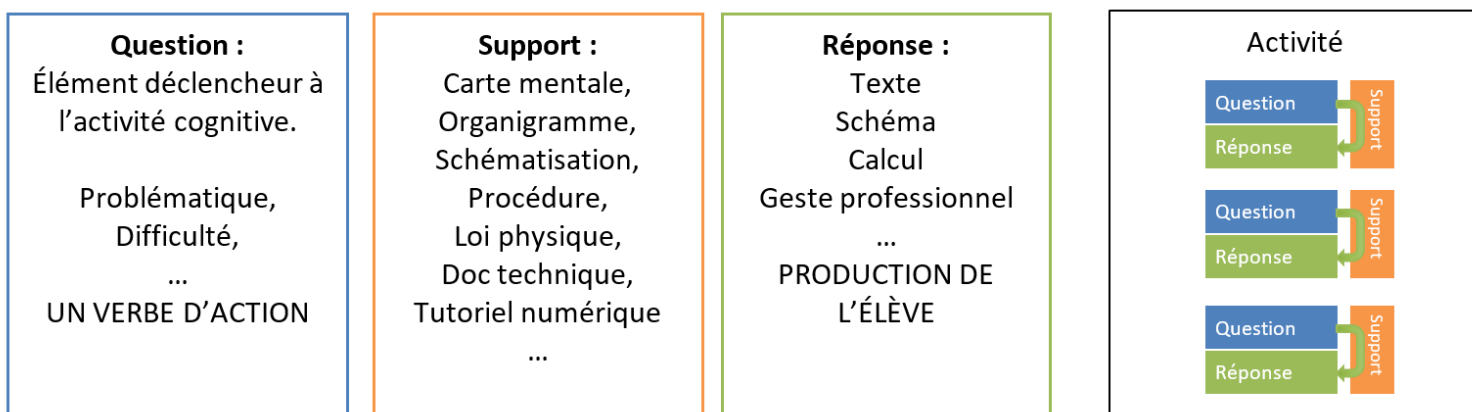 Question :
Élément déclencheur à
l’activité cognitive.
Problématique,
Difficulté,
…
UN VERBE D’ACTION
Support :
Carte mentale,
Organigramme,
Schématisation,
Procédure,
Loi physique,
Doc technique,
Tutoriel numérique
…
Réponse :
Texte
Schéma
Calcul
Geste professionnel
…
PRODUCTION DE
L’ÉLÈVE
Activité
Question
Réponse
Support
Question
Réponse
Support
Question
Réponse
Support